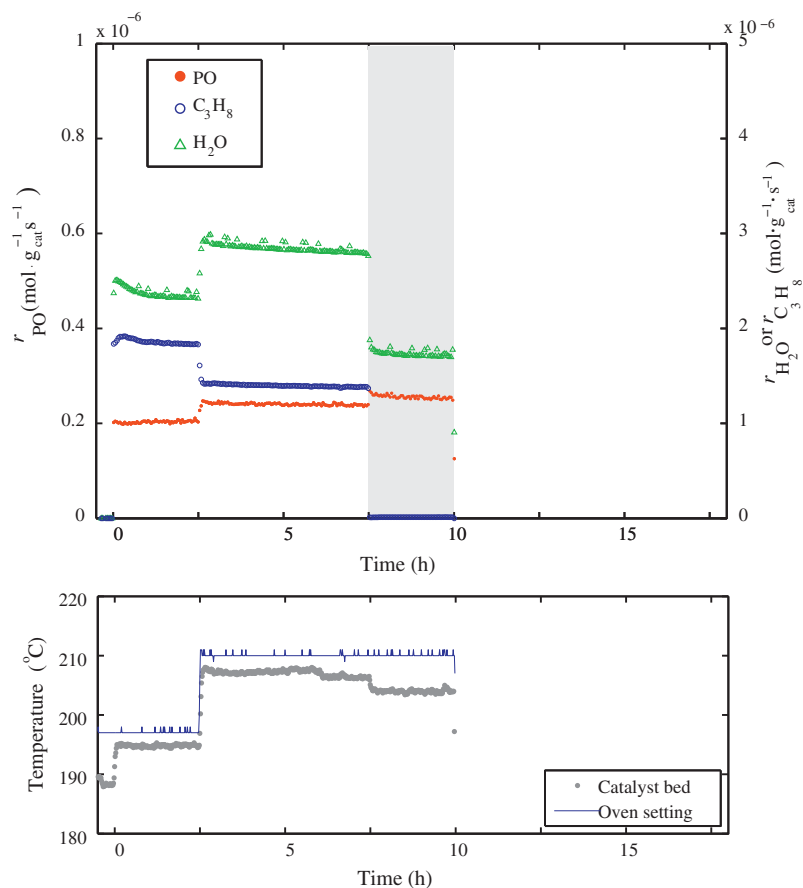 x 10⁻⁶
x 10⁻⁶
1
0.8
0.6
0.4
0.2
0
5
4
3
2
1
0
PO
C₃H₈
H₂O
r_PO (mol· g_cat⁻¹ s⁻¹)
r_H₂O or r_C₃H₈ (mol·g_cat⁻¹·s⁻¹)
0 5 10 15
Time (h)
220
210
200
190
180
Temperature (°C)
Catalyst bed
Oven setting
0 5 10 15
Time (h)